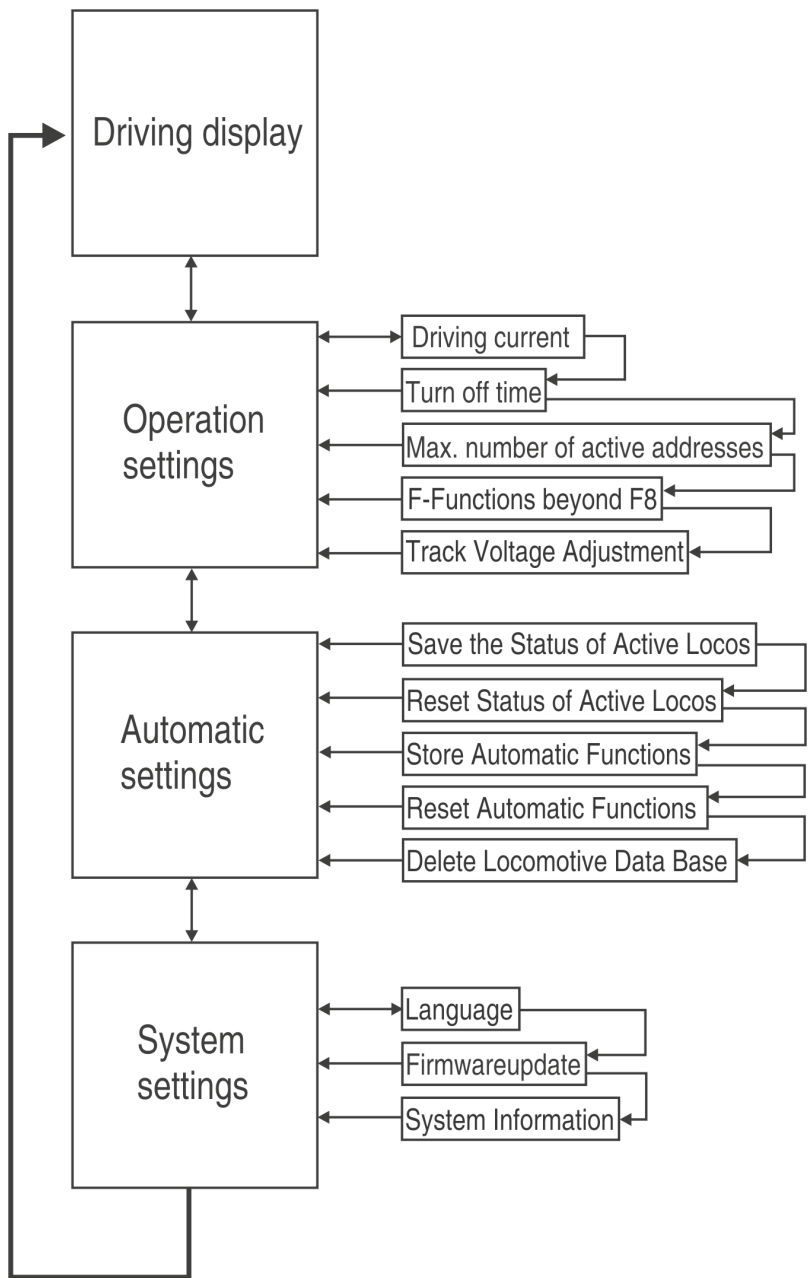 Driving display
Operation
settings
Driving current
Turn off time
Max. number of active addresses
F-Functions beyond F8
Track Voltage Adjustment
Automatic
settings
Save the Status of Active Locos
Reset Status of Active Locos
Store Automatic Functions
Reset Automatic Functions
Delete Locomotive Data Base
System
settings
Language
Firmwareupdate
System Information